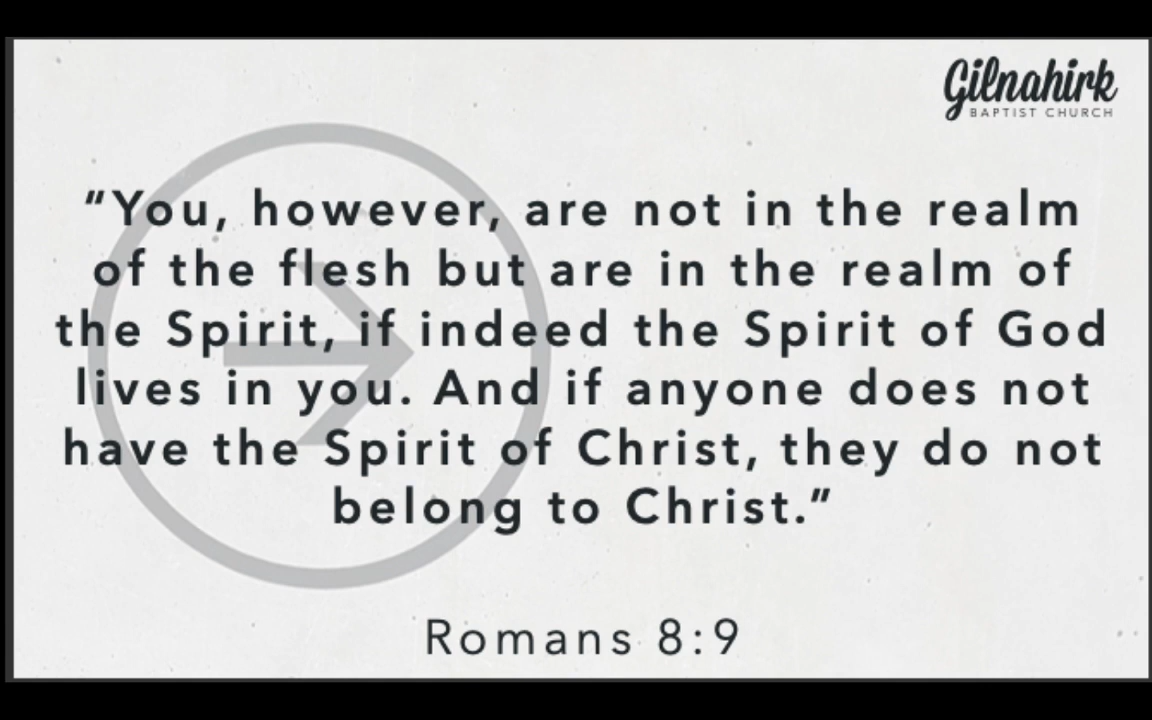 Gilnahirk
BAPTIST CHURCH
“You, however, are not in the realm
of the flesh but are in the realm of
the Spirit, if indeed the Spirit of God
lives in you. And if anyone does not
have the Spirit of Christ, they do not
belong to Christ.”
Romans 8:9